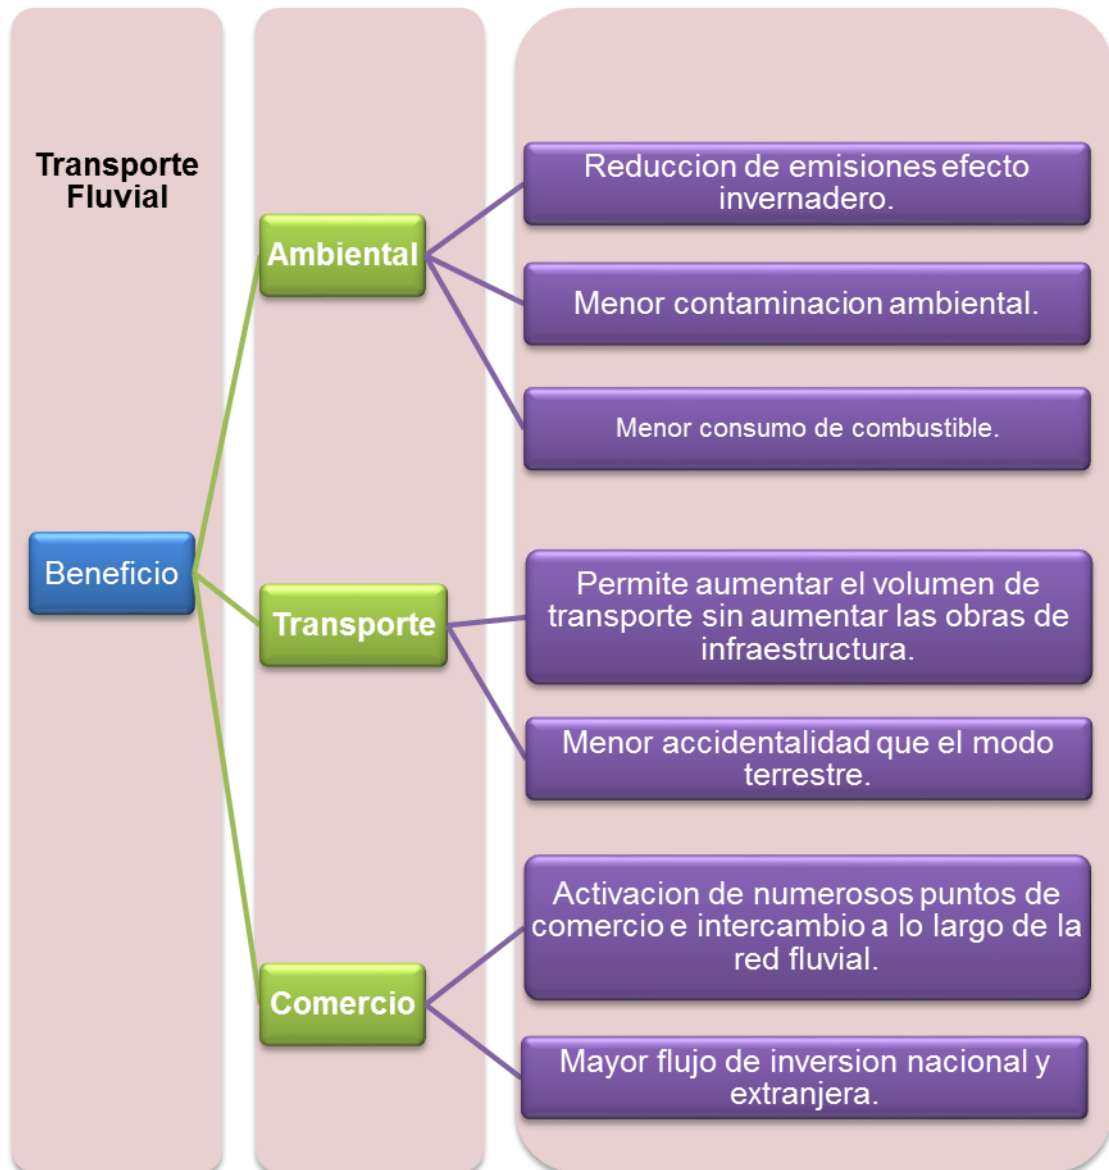 Transporte
Fluvial
Beneficio
Ambiental
Reduccion de emisiones efecto
invernadero.
Menor contaminacion ambiental.
Menor consumo de combustible.
Transporte
Permite aumentar el volumen de
transporte sin aumentar las obras de
infraestructura.
Menor accidentalidad que el modo
terrestre.
Comercio
Activacion de numerosos puntos de
comercio e intercambio a lo largo de la
red fluvial.
Mayor flujo de inversion nacional y
extranjera.